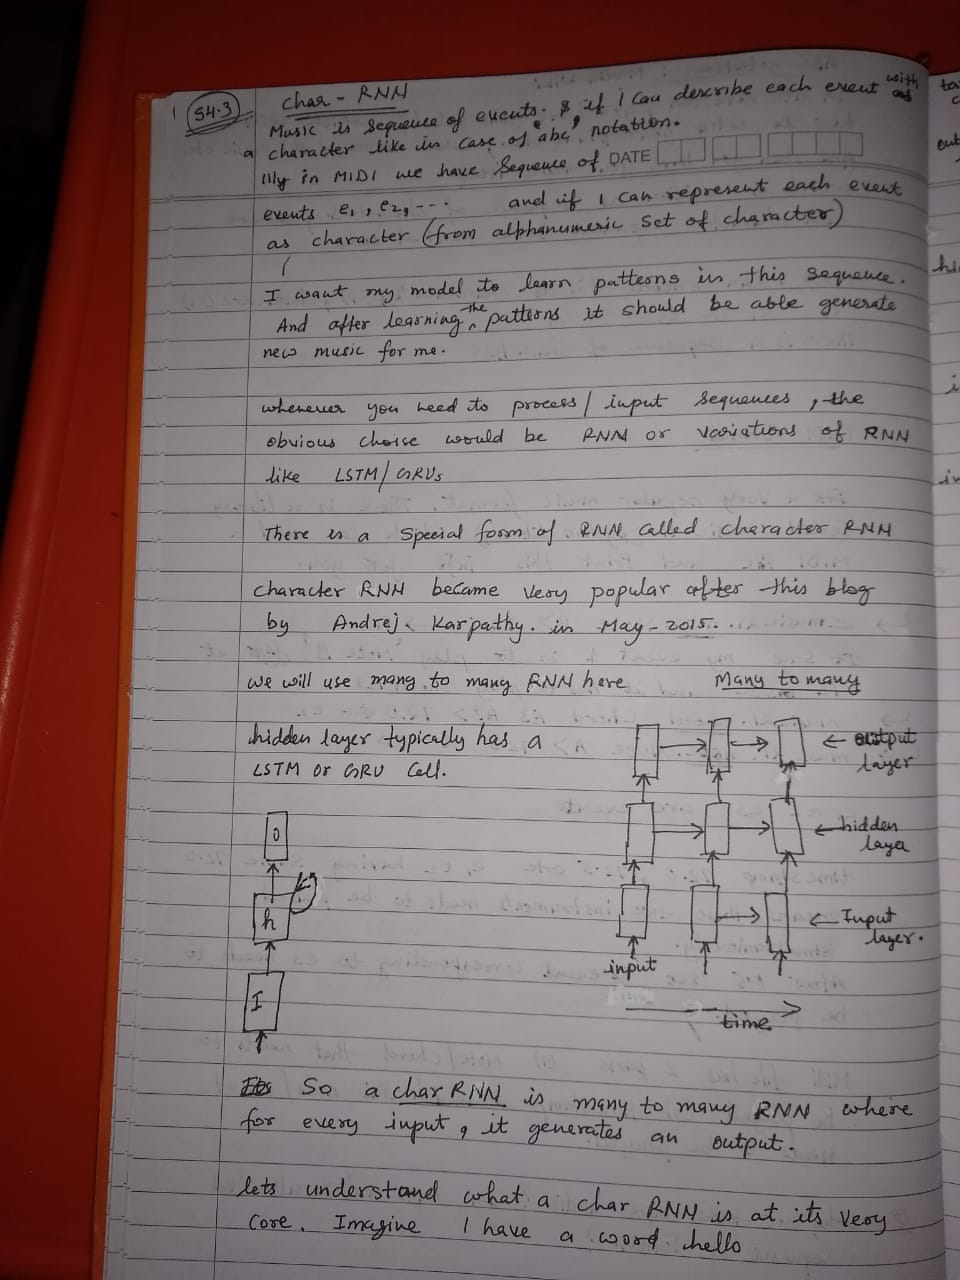 54.3
Char - RNN
Music is Sequence of events. & if I can describe each event with
a character like in case of 'abc' notation.
lllly in MIDI we have Sequence of DATE
events e1, e2, --- and if I can represent each event
as character (from alphanumeric set of character)
I want my model to learn patterns in this sequence.
And after learning the patterns it should be able generate
new music for me.
whenever you need to process/input sequences, the
obvious choice would be RNN or variations of RNN
like LSTM/GRUs
There is a special form of RNN called character RNN
character RNN became very popular after this blog
by Andrej Karpathy. in May-2015...
we will use many to many RNN here
Many to many
hidden layer typically has a
LSTM or GRU Cell.
← output
layer
O
← hidden
laye
h
← Input
layer.
input
I
time
So a char RNN is many to many RNN where
for every input, it generates an output.
lets understand what a char RNN is at its very
core. Imagine I have a word hello